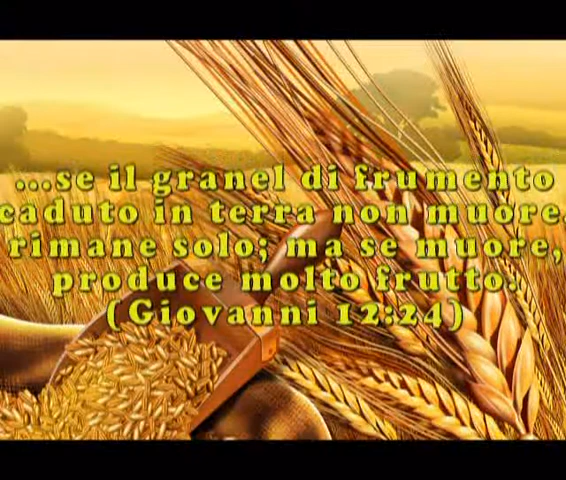 ...se il granel di frumento
caduto in terra non muore,
rimane solo; ma se muore,
produce molto frutto.
(Giovanni 12:24)